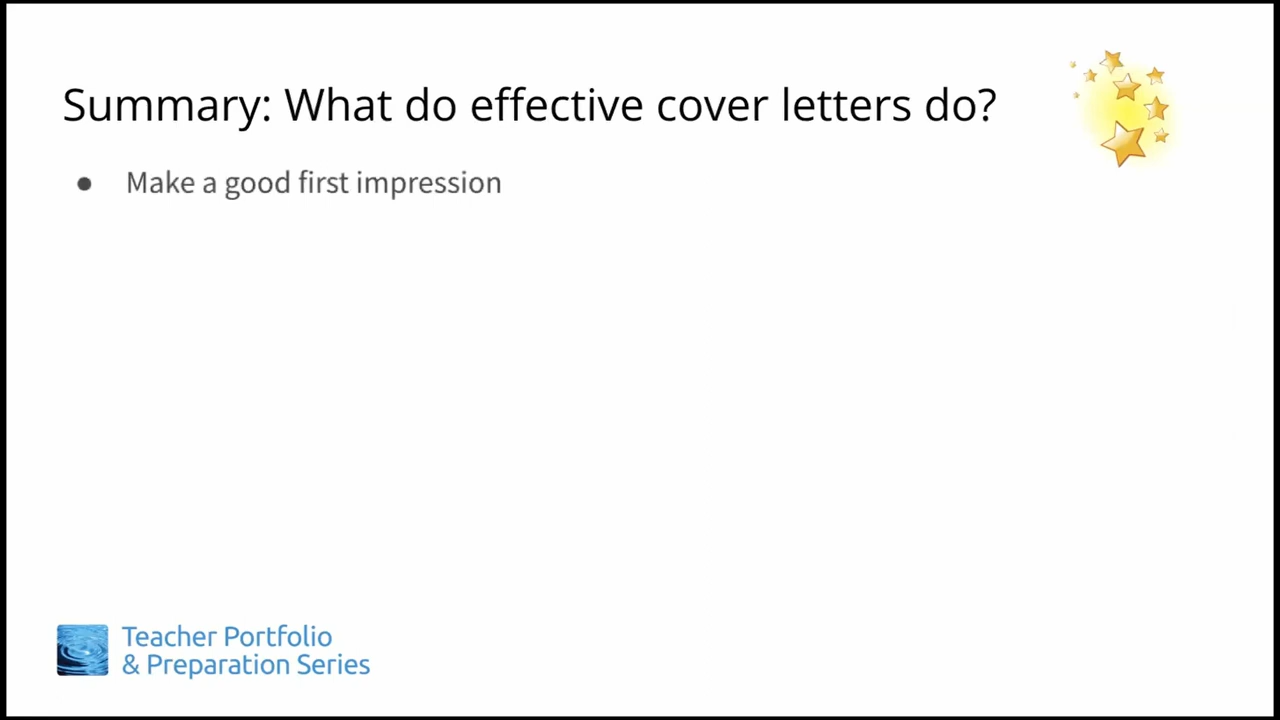 Summary: What do effective cover letters do?
● Make a good first impression
Teacher Portfolio
& Preparation Series